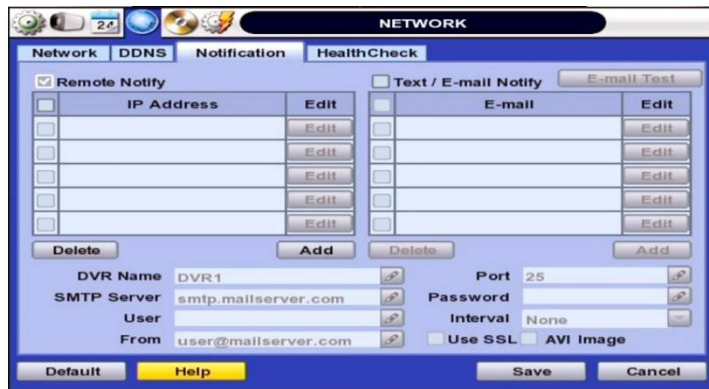 24
NETWORK
Network DDNS Notification HealthCheck
Remote Notify
Text / E-mail Notify E-mail Test
IP Address Edit
E-mail Edit
Edit Edit
Edit Edit
Edit Edit
Edit Edit
Edit Edit
Delete Add Delete Add
DVR Name DVR1 Port 25
SMTP Server smtp.mailserver.com Password
User Interval None
From user@mailserver.com Use SSL AVI Image
Default Help Save Cancel